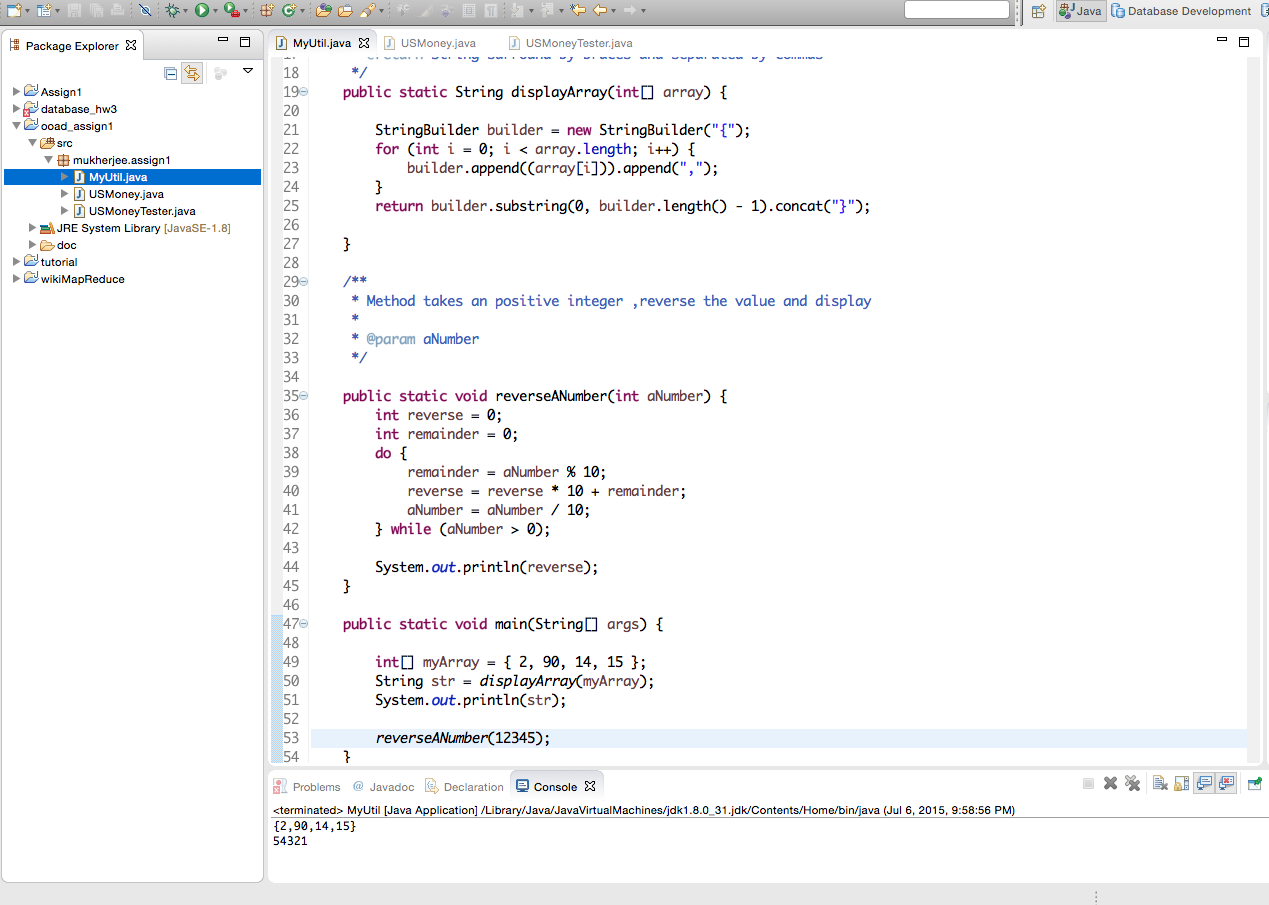 Java
Database Development
Package Explorer
Assign1
database_hw3
ooad_assign1
src
mukherjee.assign1
MyUtil.java
USMoney.java
USMoneyTester.java
JRE System Library [JavaSE-1.8]
doc
tutorial
wikiMapReduce
MyUtil.java
USMoney.java
USMoneyTester.java
17 * @return String surround by braces and separated by commas
18 */
19 public static String displayArray(int[] array) {
20
21 StringBuilder builder = new StringBuilder("{");
22 for (int i = 0; i < array.length; i++) {
23 builder.append((array[i])).append(",");
24 }
25 return builder.substring(0, builder.length() - 1).concat("}");
26
27 }
28
29 /**
30 * Method takes an positive integer ,reverse the value and display
31 *
32 * @param aNumber
33 */
34
35 public static void reverseANumber(int aNumber) {
36 int reverse = 0;
37 int remainder = 0;
38 do {
39 remainder = aNumber % 10;
40 reverse = reverse * 10 + remainder;
41 aNumber = aNumber / 10;
42 } while (aNumber > 0);
43
44 System.out.println(reverse);
45 }
46
47 public static void main(String[] args) {
48
49 int[] myArray = { 2, 90, 14, 15 };
50 String str = displayArray(myArray);
51 System.out.println(str);
52
53 reverseANumber(12345);
54 }
Problems
@ Javadoc
Declaration
Console
<terminated> MyUtil [Java Application] /Library/Java/JavaVirtualMachines/jdk1.8.0_31.jdk/Contents/Home/bin/java (Jul 6, 2015, 9:58:56 PM)
{2,90,14,15}
54321